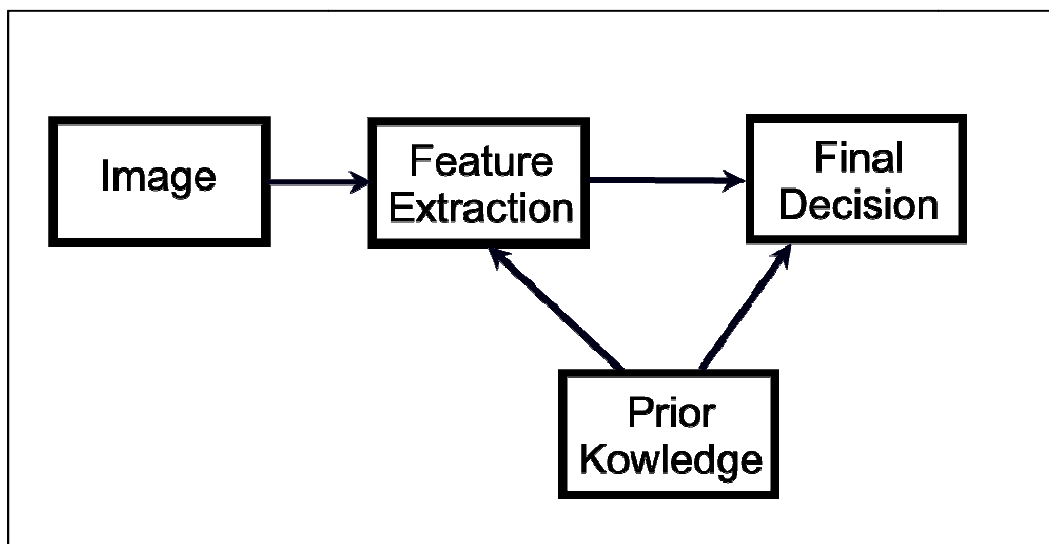 Image
Feature
Extraction
Final
Decision
Prior
Kowledge